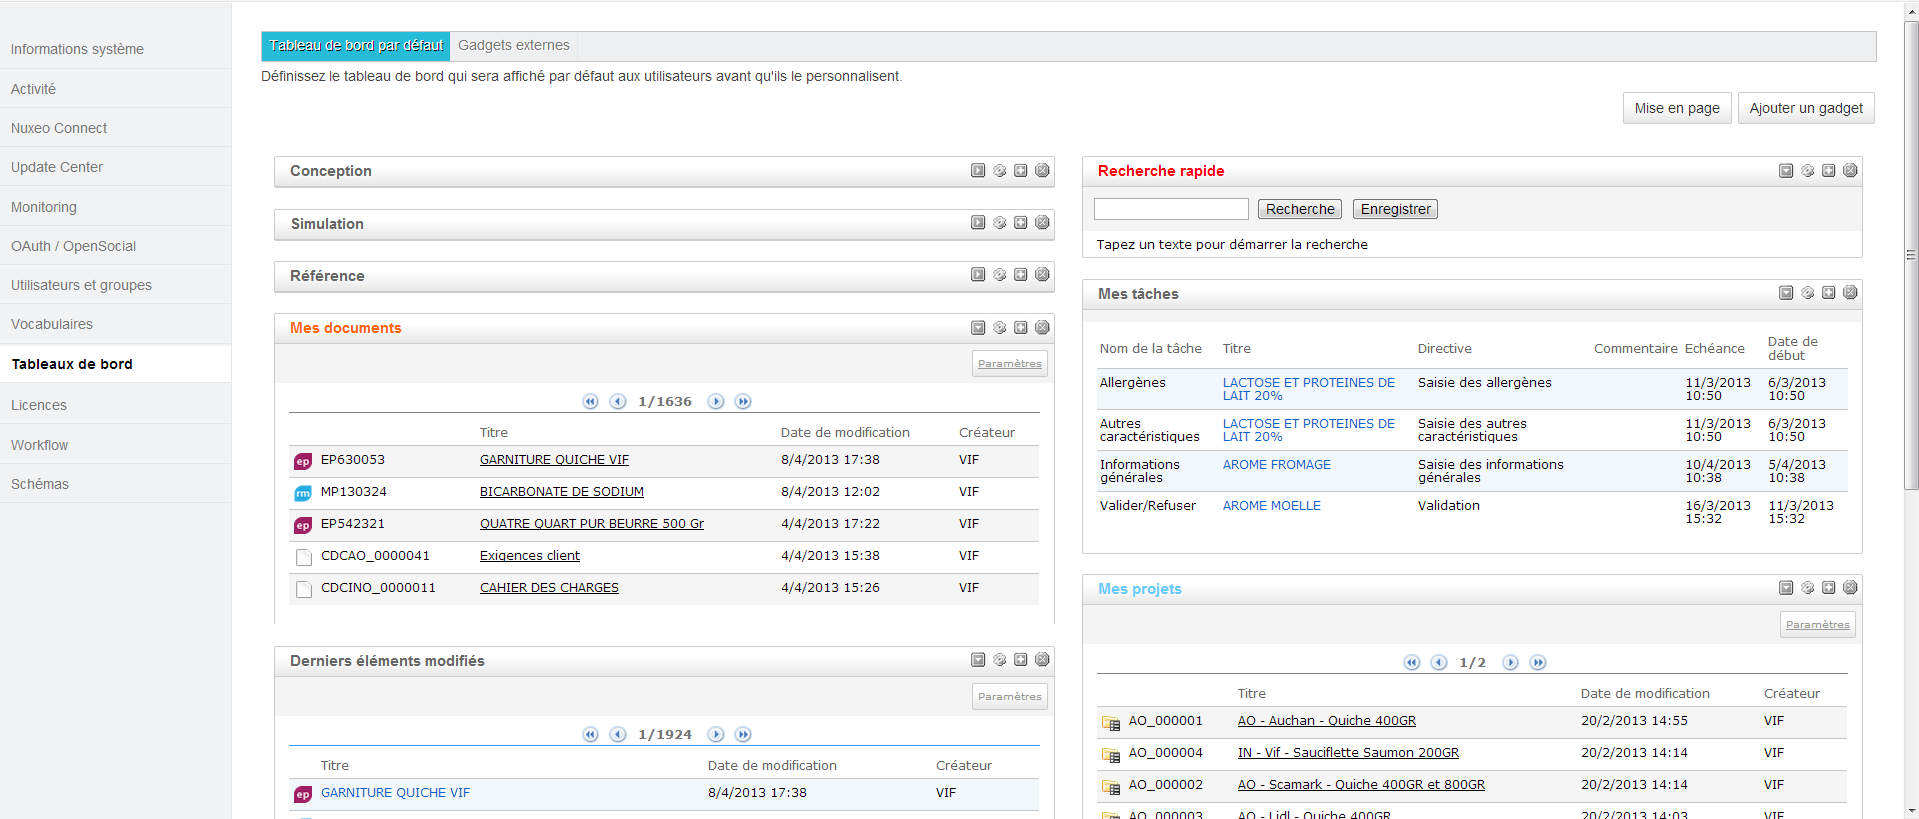 Informations système
Activité
Nuxeo Connect
Update Center
Monitoring
OAuth / OpenSocial
Utilisateurs et groupes
Vocabulaires
Tableaux de bord
Licences
Workflow
Schémas
Tableau de bord par défaut Gadgets externes
Définissez le tableau de bord qui sera affiché par défaut aux utilisateurs avant qu'ils le personnalisent.
Mise en page Ajouter un gadget
Conception
Simulation
Référence
Mes documents
Paramètres
1/1636
Titre Date de modification Créateur
ep EP630053 GARNITURE QUICHE VIF 8/4/2013 17:38 VIF
rm MP130324 BICARBONATE DE SODIUM 8/4/2013 12:02 VIF
ep EP542321 QUATRE QUART PUR BEURRE 500 Gr 4/4/2013 17:22 VIF
CDCAO_0000041 Exigences client 4/4/2013 15:38 VIF
CDCINO_0000011 CAHIER DES CHARGES 4/4/2013 15:26 VIF
Derniers éléments modifiés
Paramètres
1/1924
Titre Date de modification Créateur
ep GARNITURE QUICHE VIF 8/4/2013 17:38 VIF
Recherche rapide
Recherche Enregistrer
Tapez un texte pour démarrer la recherche
Mes tâches
Nom de la tâche Titre Directive Commentaire Echéance Date de
début
Allergènes LACTOSE ET PROTEINES DE Saisie des allergènes 11/3/2013 6/3/2013
LAIT 20% 10:50 10:50
Autres LACTOSE ET PROTEINES DE Saisie des autres 11/3/2013 6/3/2013
caractéristiques LAIT 20% caractéristiques 10:50 10:50
Informations AROME FROMAGE Saisie des informations 10/4/2013 5/4/2013
générales générales 10:38 10:38
Valider/Refuser AROME MOELLE Validation 16/3/2013 11/3/2013
15:32 15:32
Mes projets
Paramètres
1/2
Titre Date de modification Créateur
AO_000001 AO - Auchan - Quiche 400GR 20/2/2013 14:55 VIF
AO_000004 IN - Vif - Sauciflette Saumon 200GR 20/2/2013 14:14 VIF
AO_000002 AO - Scamark - Quiche 400GR et 800GR 20/2/2013 14:14 VIF
AO_000003 AO - Lidl - Quiche 400GR 20/2/2013 14:03 VIF